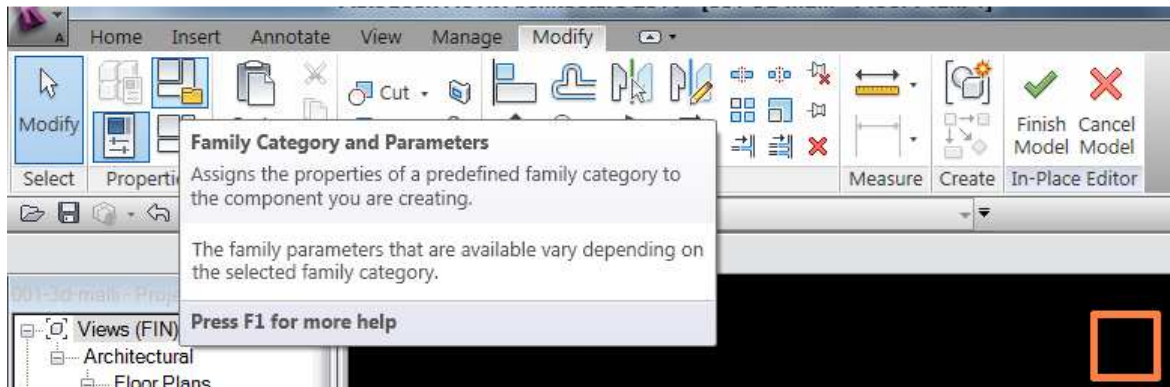 Home Insert Annotate View Manage Modify
Cut
Modify
Finish Cancel
Model Model
Select Properti Measure Create In-Place Editor
Family Category and Parameters
Assigns the properties of a predefined family category to
the component you are creating.
The family parameters that are available vary depending on
the selected family category.
Press F1 for more help
Views (FIN)
Architectural
Floor Plans